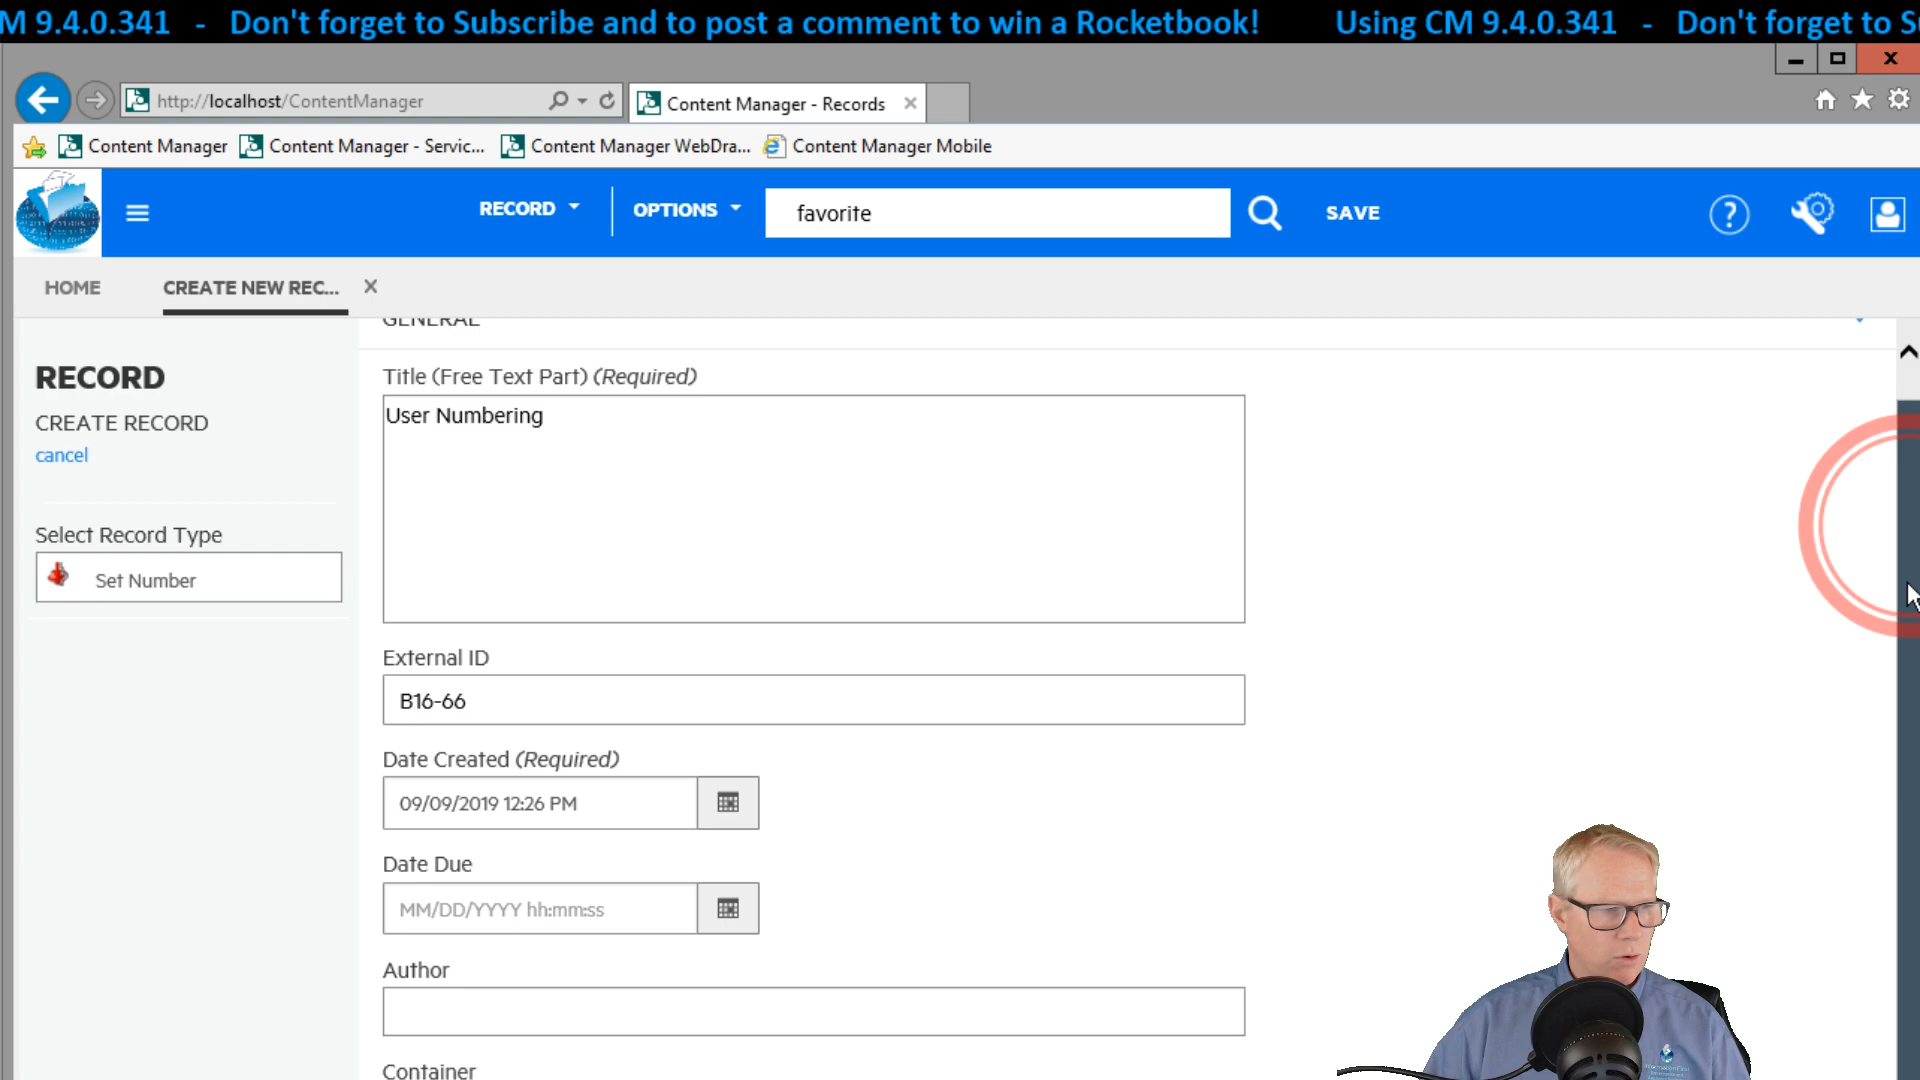 M 9.4.0.341 - Don't forget to Subscribe and to post a comment to win a Rocketbook! Using CM 9.4.0.341 - Don't forget to S
http://localhost/ContentManager
Content Manager - Records
Content Manager
Content Manager - Servic...
Content Manager WebDra...
Content Manager Mobile
RECORD
OPTIONS
favorite
SAVE
HOME
CREATE NEW REC...
GENERAL
RECORD
CREATE RECORD
cancel
Select Record Type
Set Number
Title (Free Text Part) (Required)
User Numbering
External ID
B16-66
Date Created (Required)
09/09/2019 12:26 PM
Date Due
MM/DD/YYYY hh:mm:ss
Author
Container